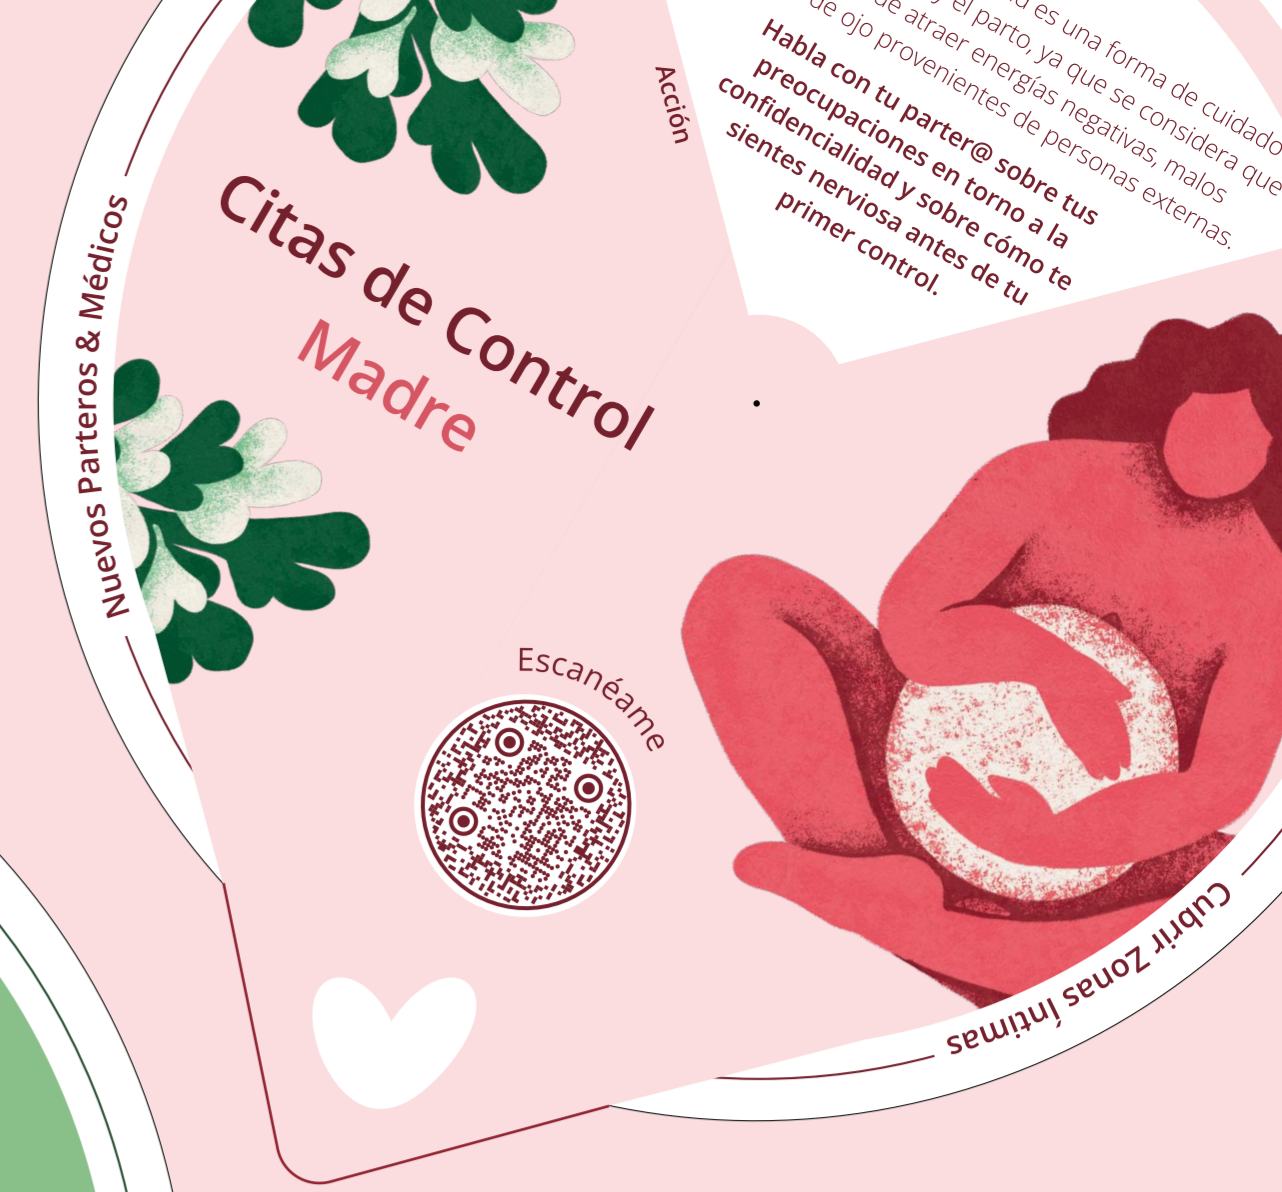 Citas de Control
Madre
Nuevos Parteros & Médicos
Acción
es una forma de cuidado
y el parto, ya que se considera que
de atraer energías negativas, malos
de ojo provenientes de personas externas.
Habla con tu parter@ sobre tus
preocupaciones en torno a la
confidencialidad y sobre cómo te
sientes nerviosa antes de tu
primer control.
Escanéame
Cubrir Zonas Íntimas